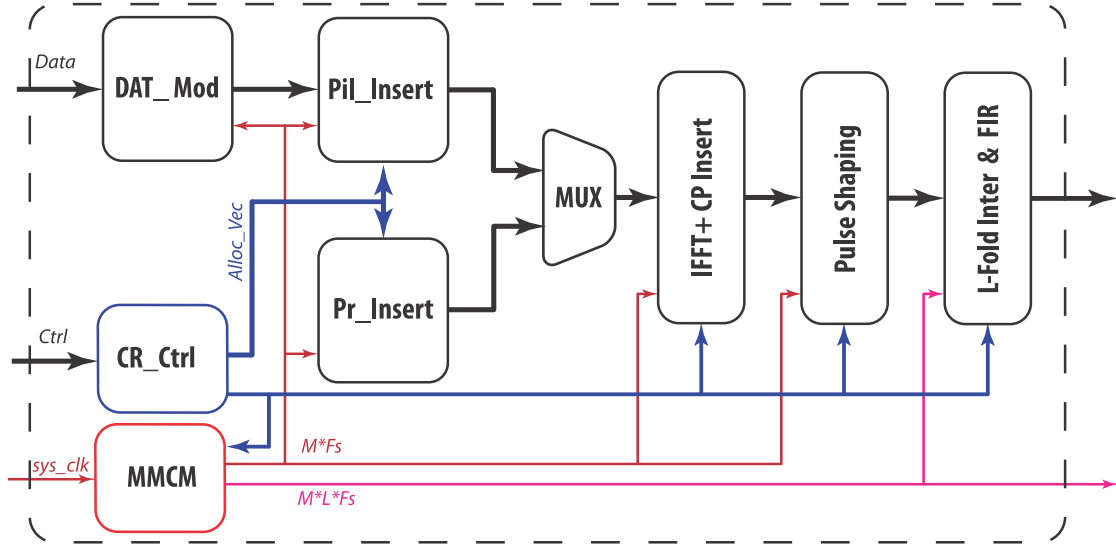 Data
DAT_ Mod
Pil_Insert
MUX
IFFT+ CP Insert
Pulse Shaping
L-Fold Inter & FIR
Alloc_Vec
Pr_Insert
Ctrl
CR_Ctrl
sys_clk
MMCM
M*Fs
M*L*Fs